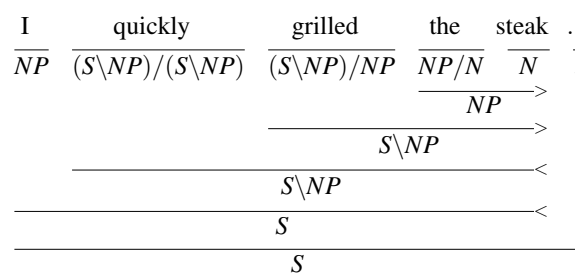 I quickly grilled the steak .
NP (S\NP)/(S\NP) (S\NP)/NP NP/N N
>
NP
>
S\NP
<
S\NP
<
S
S